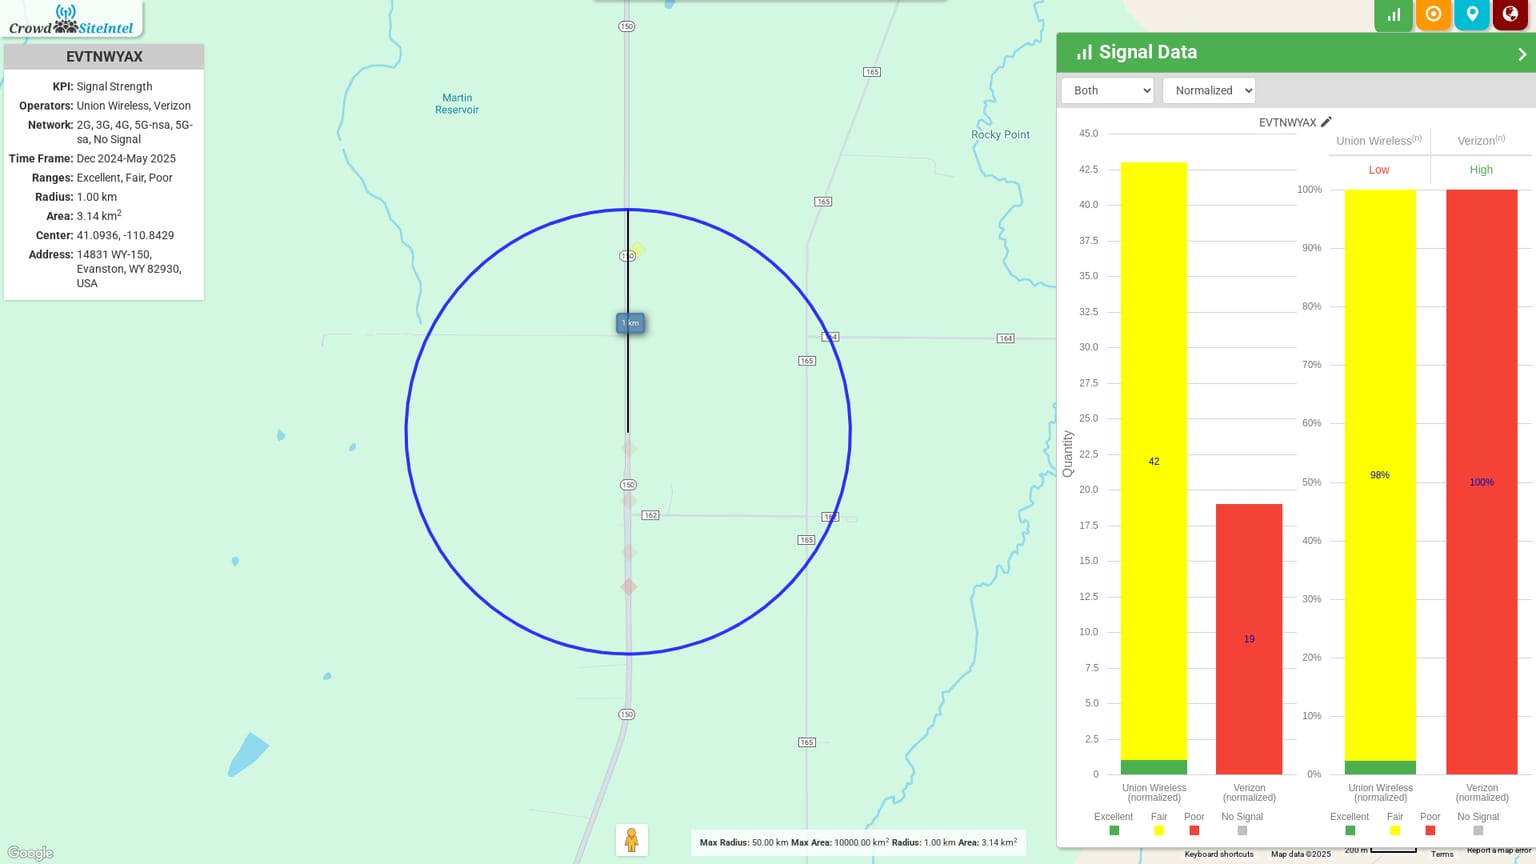 Crowd SiteIntel
EVTNWYAX
KPI: Signal Strength
Operators: Union Wireless, Verizon
Network: 2G, 3G, 4G, 5G-nsa, 5G-
sa, No Signal
Time Frame: Dec 2024-May 2025
Ranges: Excellent, Fair, Poor
Radius: 1.00 km
Area: 3.14 km²
Center: 41.0936, -110.8429
Address: 14831 WY-150,
Evanston, WY 82930,
USA
150
165
Martin
Reservoir
Rocky Point
165
150
1 km
164
164
165
150
162
165
150
165
Google
Max Radius: 50.00 km Max Area: 10000.00 km² Radius: 1.00 km Area: 3.14 km²
Signal Data
Both
Normalized
EVTNWYAX
Quantity
45.0
42.5
40.0
37.5
35.0
32.5
30.0
27.5
25.0
22.5
20.0
17.5
15.0
12.5
10.0
7.5
5.0
2.5
0
42
19
Union Wireless
(normalized)
Verizon
(normalized)
Excellent
Fair
Poor
No Signal
Union Wireless(n)
Verizon(n)
Low
High
100%
90%
80%
70%
60%
50%
40%
30%
20%
10%
0%
98%
100%
Union Wireless
(normalized)
Verizon
(normalized)
Excellent
Fair
Poor
No Signal
Keyboard shortcuts
Map data ©2025
200 m
Terms
Report a map error